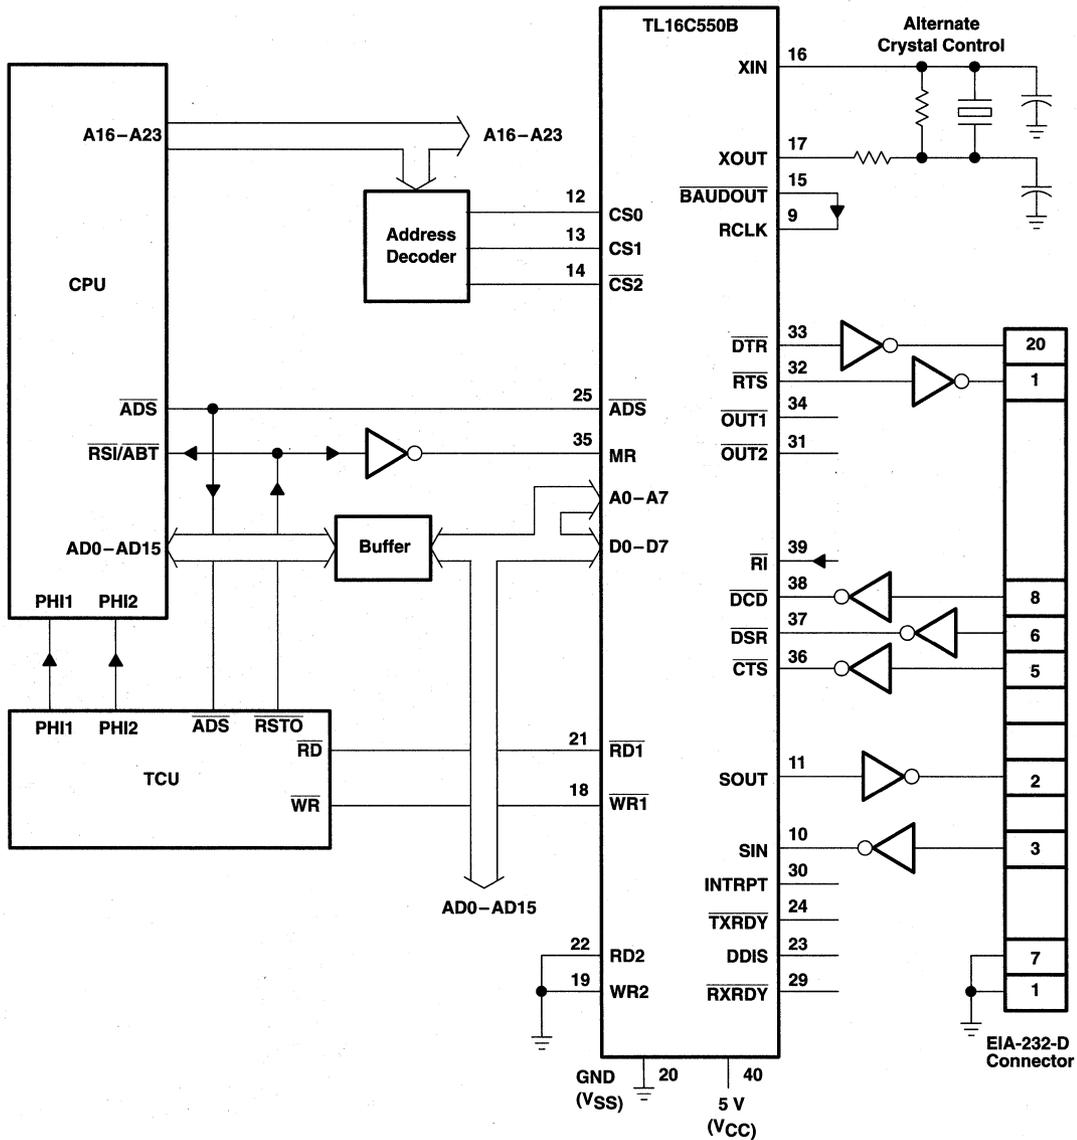 TL16C550B
Alternate
Crystal Control
16
XIN
A16–A23
A16–A23
17
XOUT
15
BAUDOUT
12
CS0
9
RCLK
Address
Decoder
13
CS1
14
CS2
CPU
33
DTR
20
32
RTS
1
ADS
25
ADS
34
OUT1
RSI/ABT
35
MR
31
OUT2
A0–A7
AD0–AD15
Buffer
D0–D7
39
RI
PHI1
PHI2
38
DCD
8
37
DSR
6
36
CTS
5
PHI1
PHI2
ADS
RSTO
RD
21
RD1
TCU
11
SOUT
2
WR
18
WR1
10
SIN
3
30
INTRPT
AD0–AD15
24
TXRDY
22
RD2
23
DDIS
7
19
WR2
29
RXRDY
1
EIA-232-D
Connector
GND
(VSS)
20
40
5 V
(VCC)